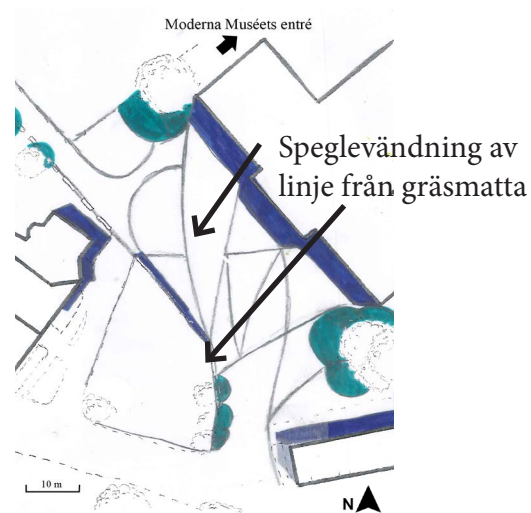 Moderna Muséets entré
Speglevändning av
linje från gräsmatta
10 m
N